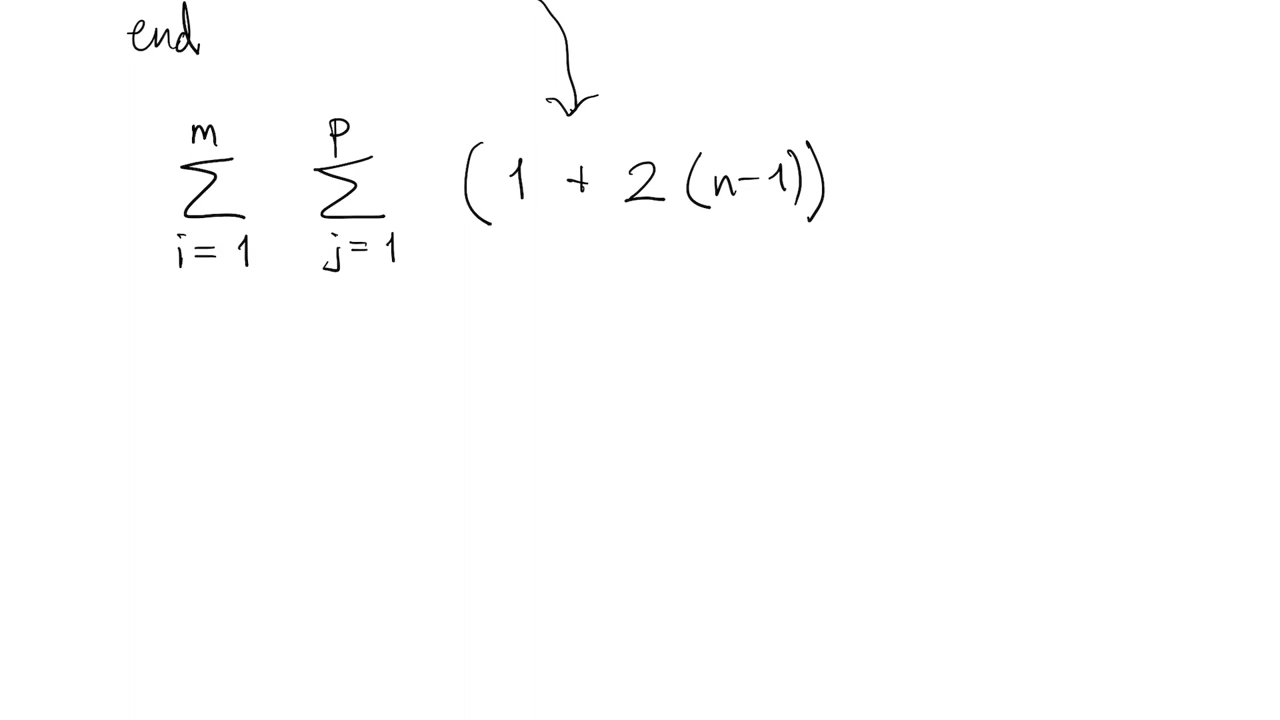 end
m p
∑ ∑ (1 + 2(n-1))
i=1 j=1